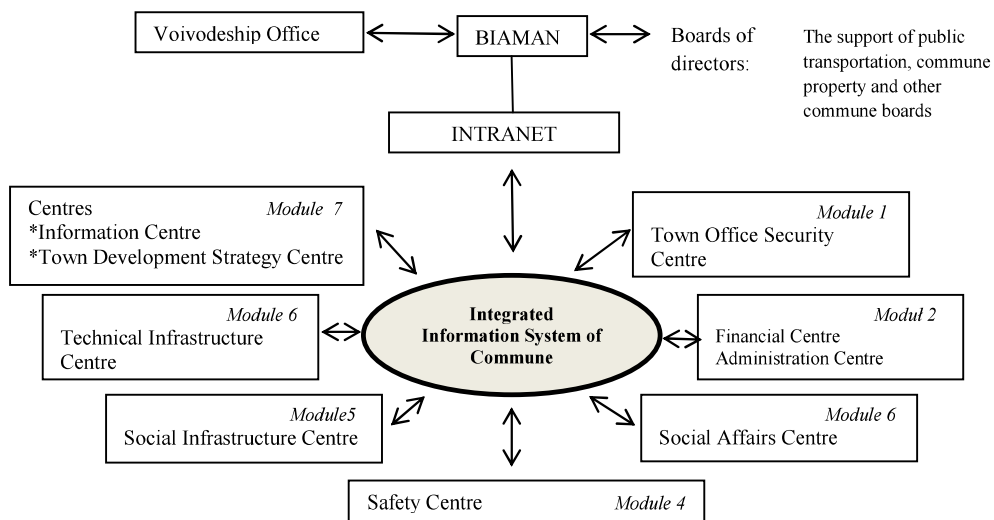 Voivodeship Office
BIAMAN
Boards of
directors:
The support of public
transportation, commune
property and other
commune boards
INTRANET
Centres Module 7
*Information Centre
*Town Development Strategy Centre
Module 1
Town Office Security
Centre
Integrated
Information System of
Commune
Module 6
Technical Infrastructure
Centre
Moduł 2
Financial Centre
Administration Centre
Module5
Social Infrastructure Centre
Module 6
Social Affairs Centre
Safety Centre Module 4